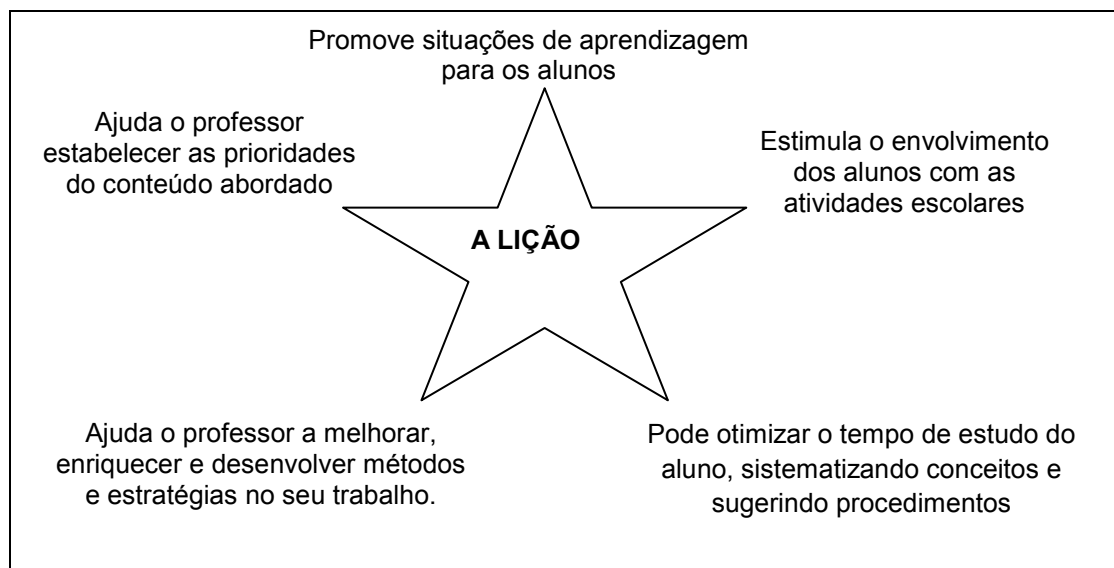 Promove situações de aprendizagem
para os alunos
Ajuda o professor
estabelecer as prioridades
do conteúdo abordado
Estimula o envolvimento
dos alunos com as
atividades escolares
A LIÇÃO
Ajuda o professor a melhorar,
enriquecer e desenvolver métodos
e estratégias no seu trabalho.
Pode otimizar o tempo de estudo do
aluno, sistematizando conceitos e
sugerindo procedimentos